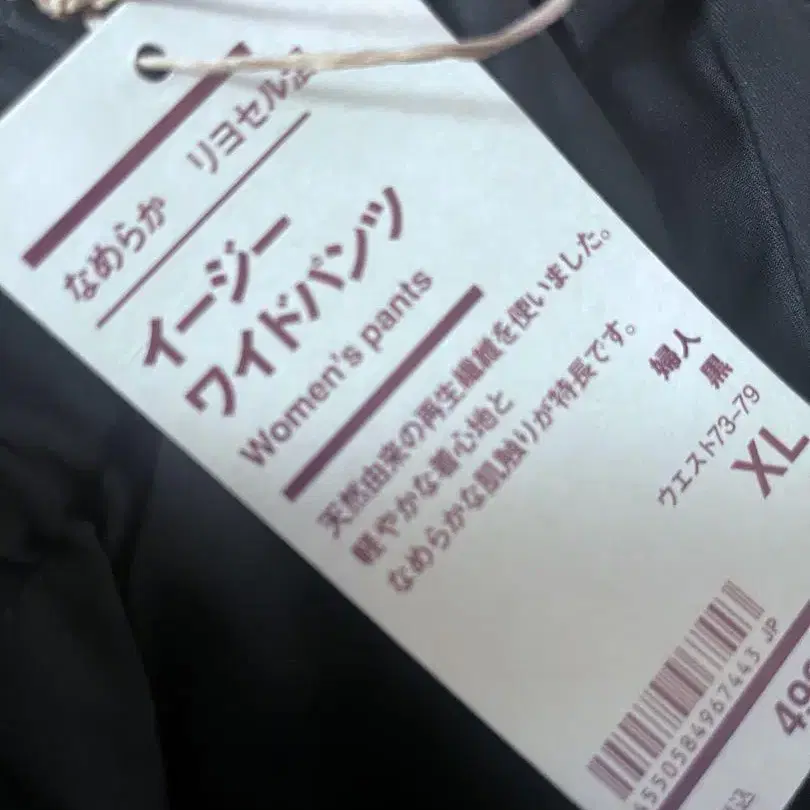 なめらか リヨセル混
イージー
ワイドパンツ
Women's pants
天然由来の再生繊維を使いました。
軽やかな着心地と
なめらかな肌触りが特長です。
婦人
黒
ウエスト73-79
XL
4550584967443 JP